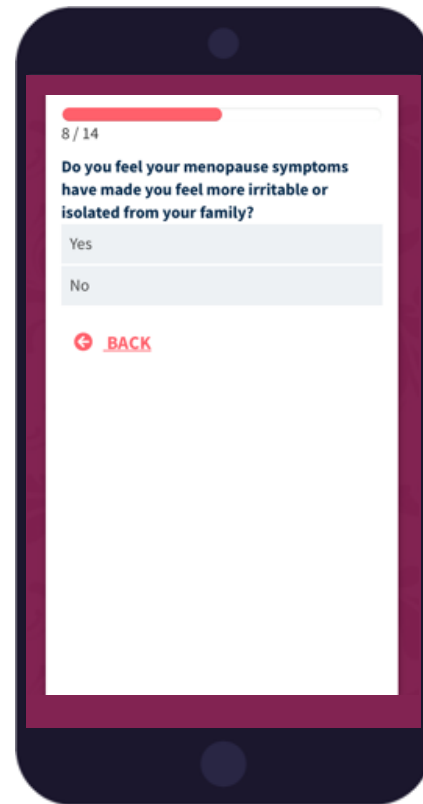 8 / 14
Do you feel your menopause symptoms
have made you feel more irritable or
isolated from your family?
Yes
No
BACK